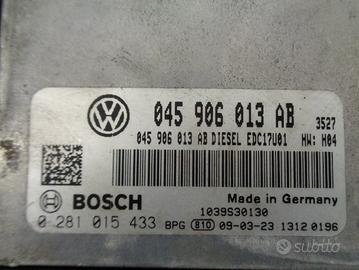 045 906 013 AB 3527
045 906 013 AB DIESEL EDC17U01 HW: H04
BOSCH Made in Germany
1039S30130
0 281 015 433 BPG 810 09-03-23 1312 0196
subito